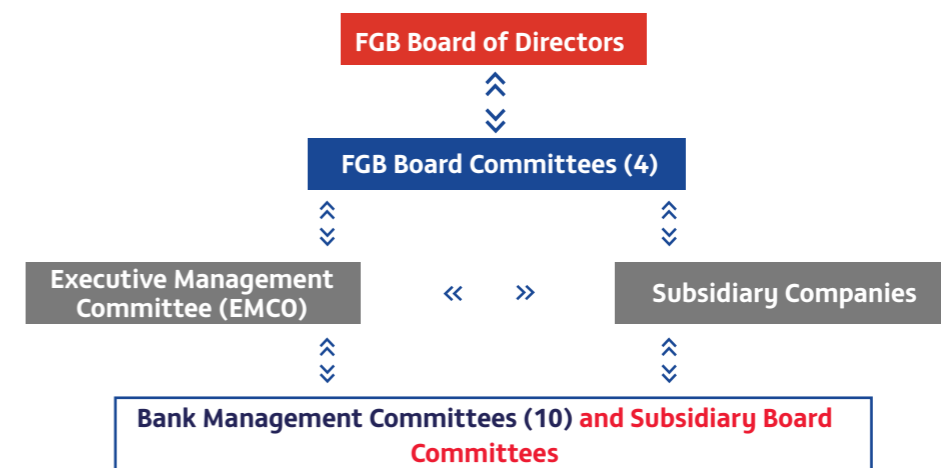 FGB Board of Directors
FGB Board Committees (4)
Executive Management
Committee (EMCO)
Subsidiary Companies
Bank Management Committees (10) and Subsidiary Board
Committees